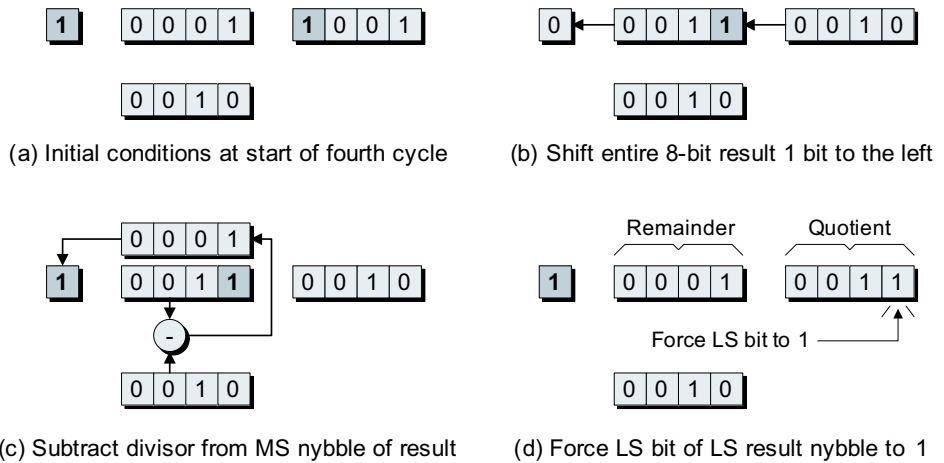 1 0 0 0 1 1 0 0 1
0 0 1 0
(a) Initial conditions at start of fourth cycle
0 0 0 1 1 0 0 1 0
0 0 1 0
(b) Shift entire 8-bit result 1 bit to the left
0 0 0 1
1 0 0 1 1 0 0 1 0
-
0 0 1 0
(c) Subtract divisor from MS nybble of result
Remainder Quotient
1 0 0 0 1 0 0 1 1
Force LS bit to 1
0 0 1 0
(d) Force LS bit of LS result nybble to 1